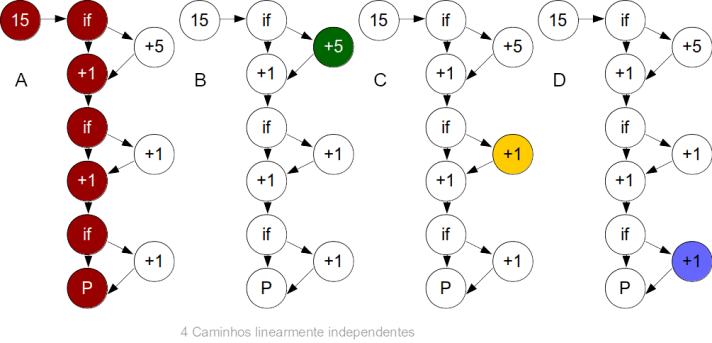 15 if 15 if 15 if 15 if
+5 +5 +5 +5
A +1 B +1 C +1 D +1
if if if if
+1 +1 +1 +1
+1 +1 +1 +1
if if if if
+1 +1 +1 +1
P P P P
4 Caminhos linearmente independentes